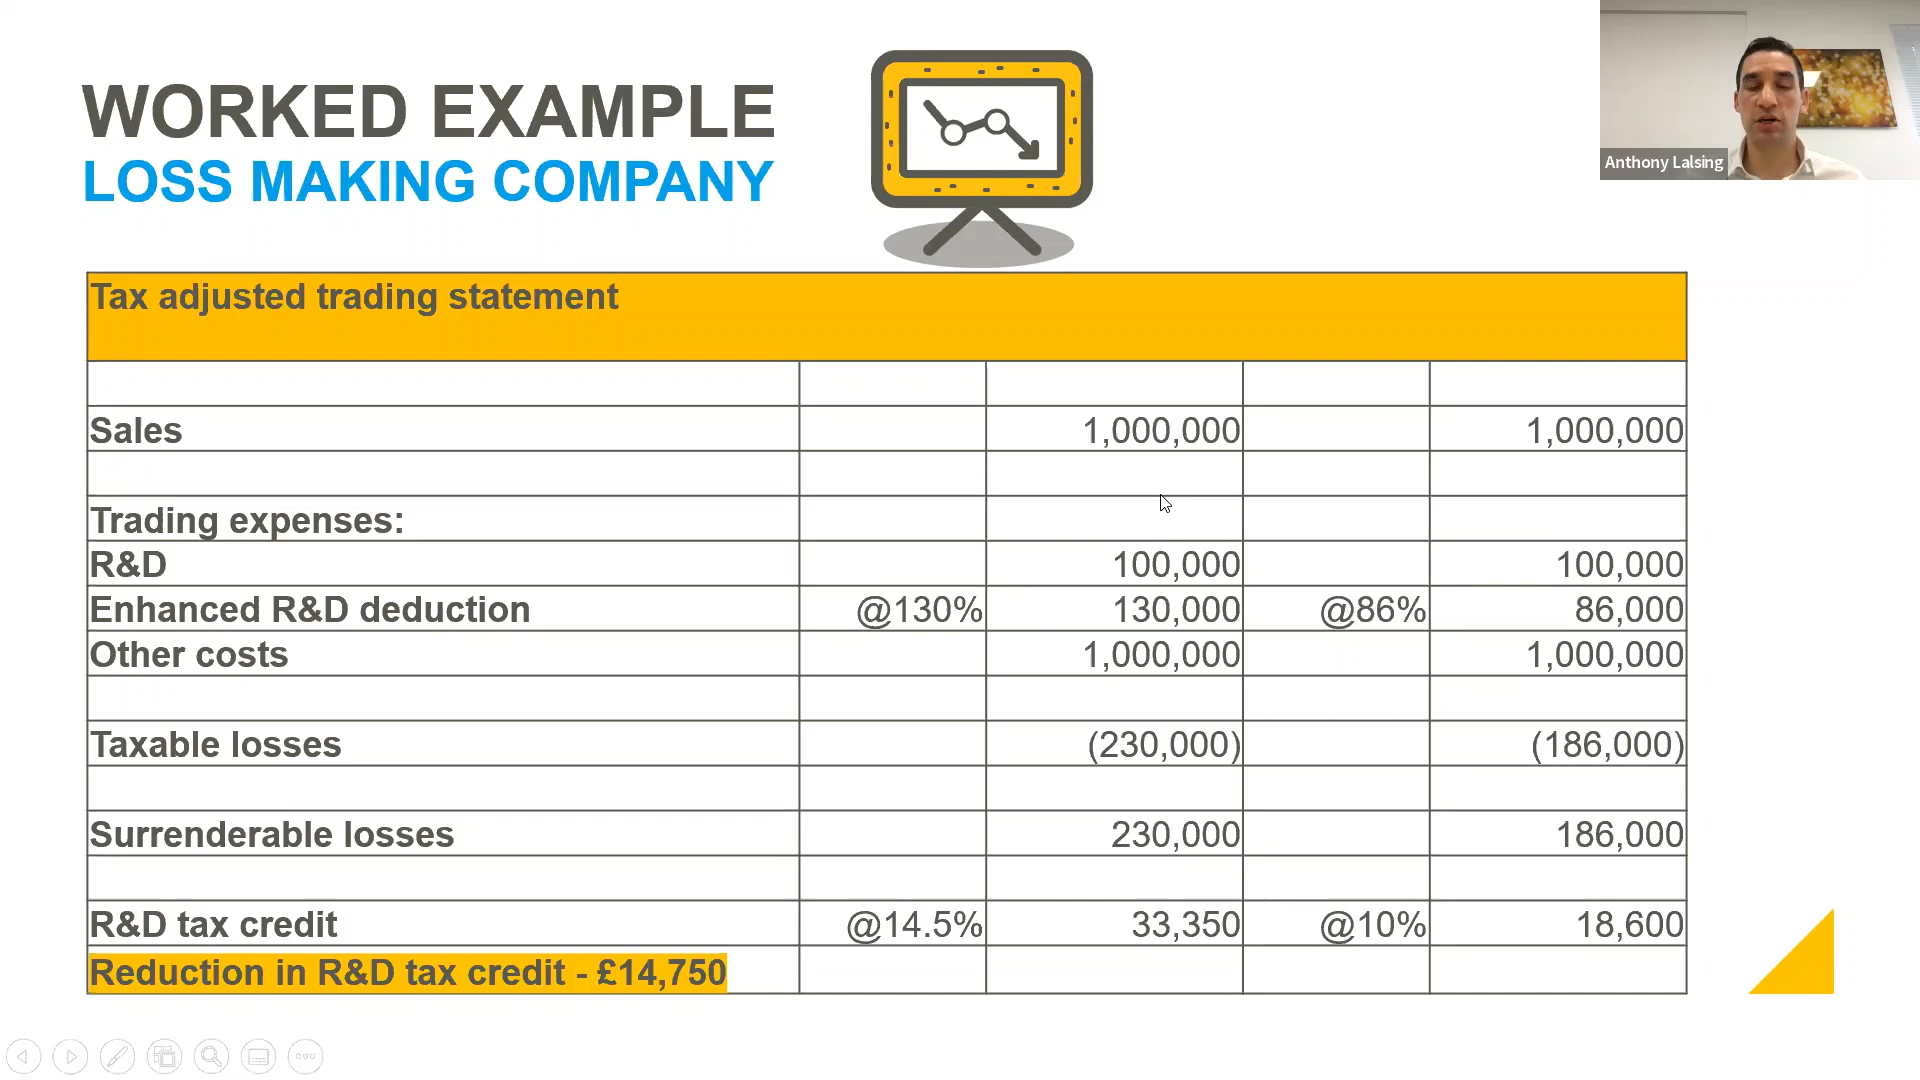 WORKED EXAMPLE
LOSS MAKING COMPANY
Anthony Lalsing
Tax adjusted trading statement
Sales 1,000,000 1,000,000
Trading expenses:
R&D 100,000 100,000
Enhanced R&D deduction @130% 130,000 @86% 86,000
Other costs 1,000,000 1,000,000
Taxable losses (230,000) (186,000)
Surrenderable losses 230,000 186,000
R&D tax credit @14.5% 33,350 @10% 18,600
Reduction in R&D tax credit - £14,750